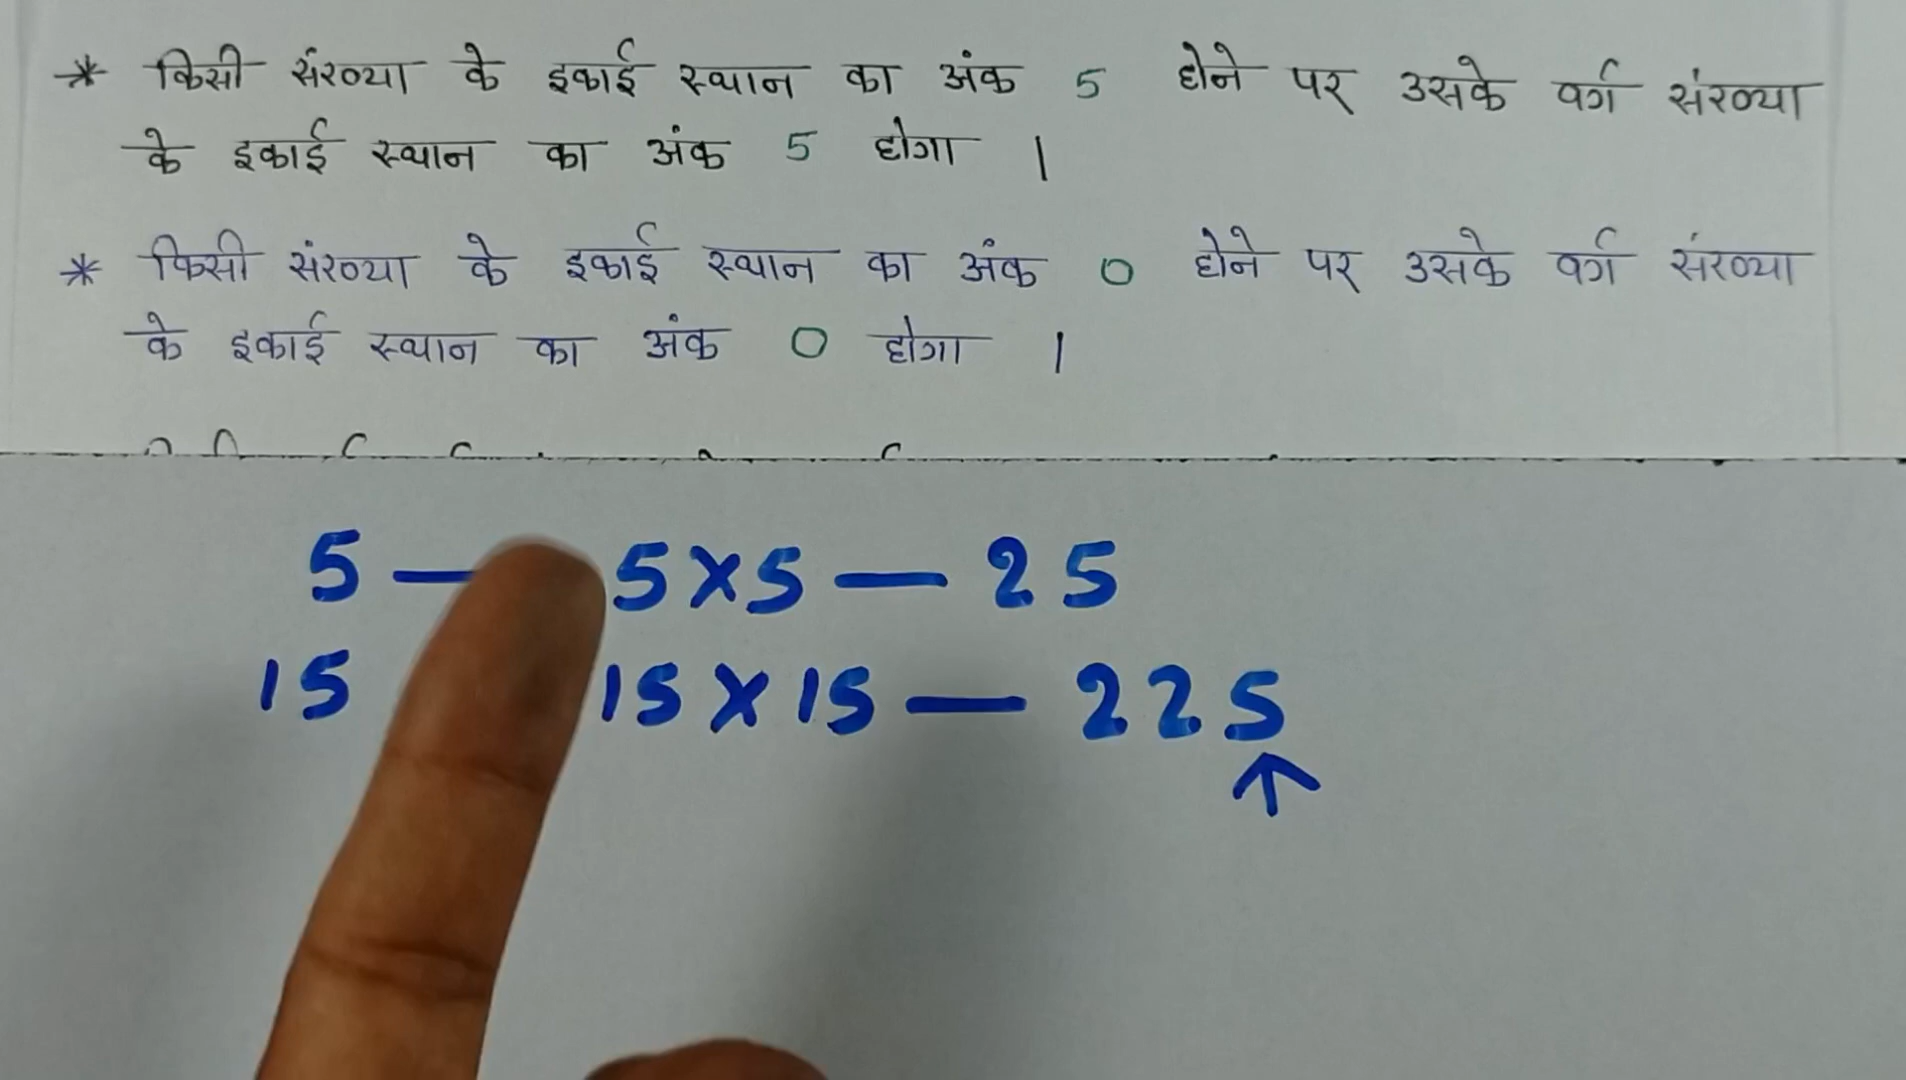 * किसी संख्या के इकाई स्थान का अंक 5 होने पर उसके वर्ग संख्या
के इकाई स्थान का अंक 5 होगा ।
* किसी संख्या के इकाई स्थान का अंक 0 होने पर उसके वर्ग संख्या
के इकाई स्थान का अंक 0 होगा ।
5 — 5×5 — 25
15 15×15 — 225
↑